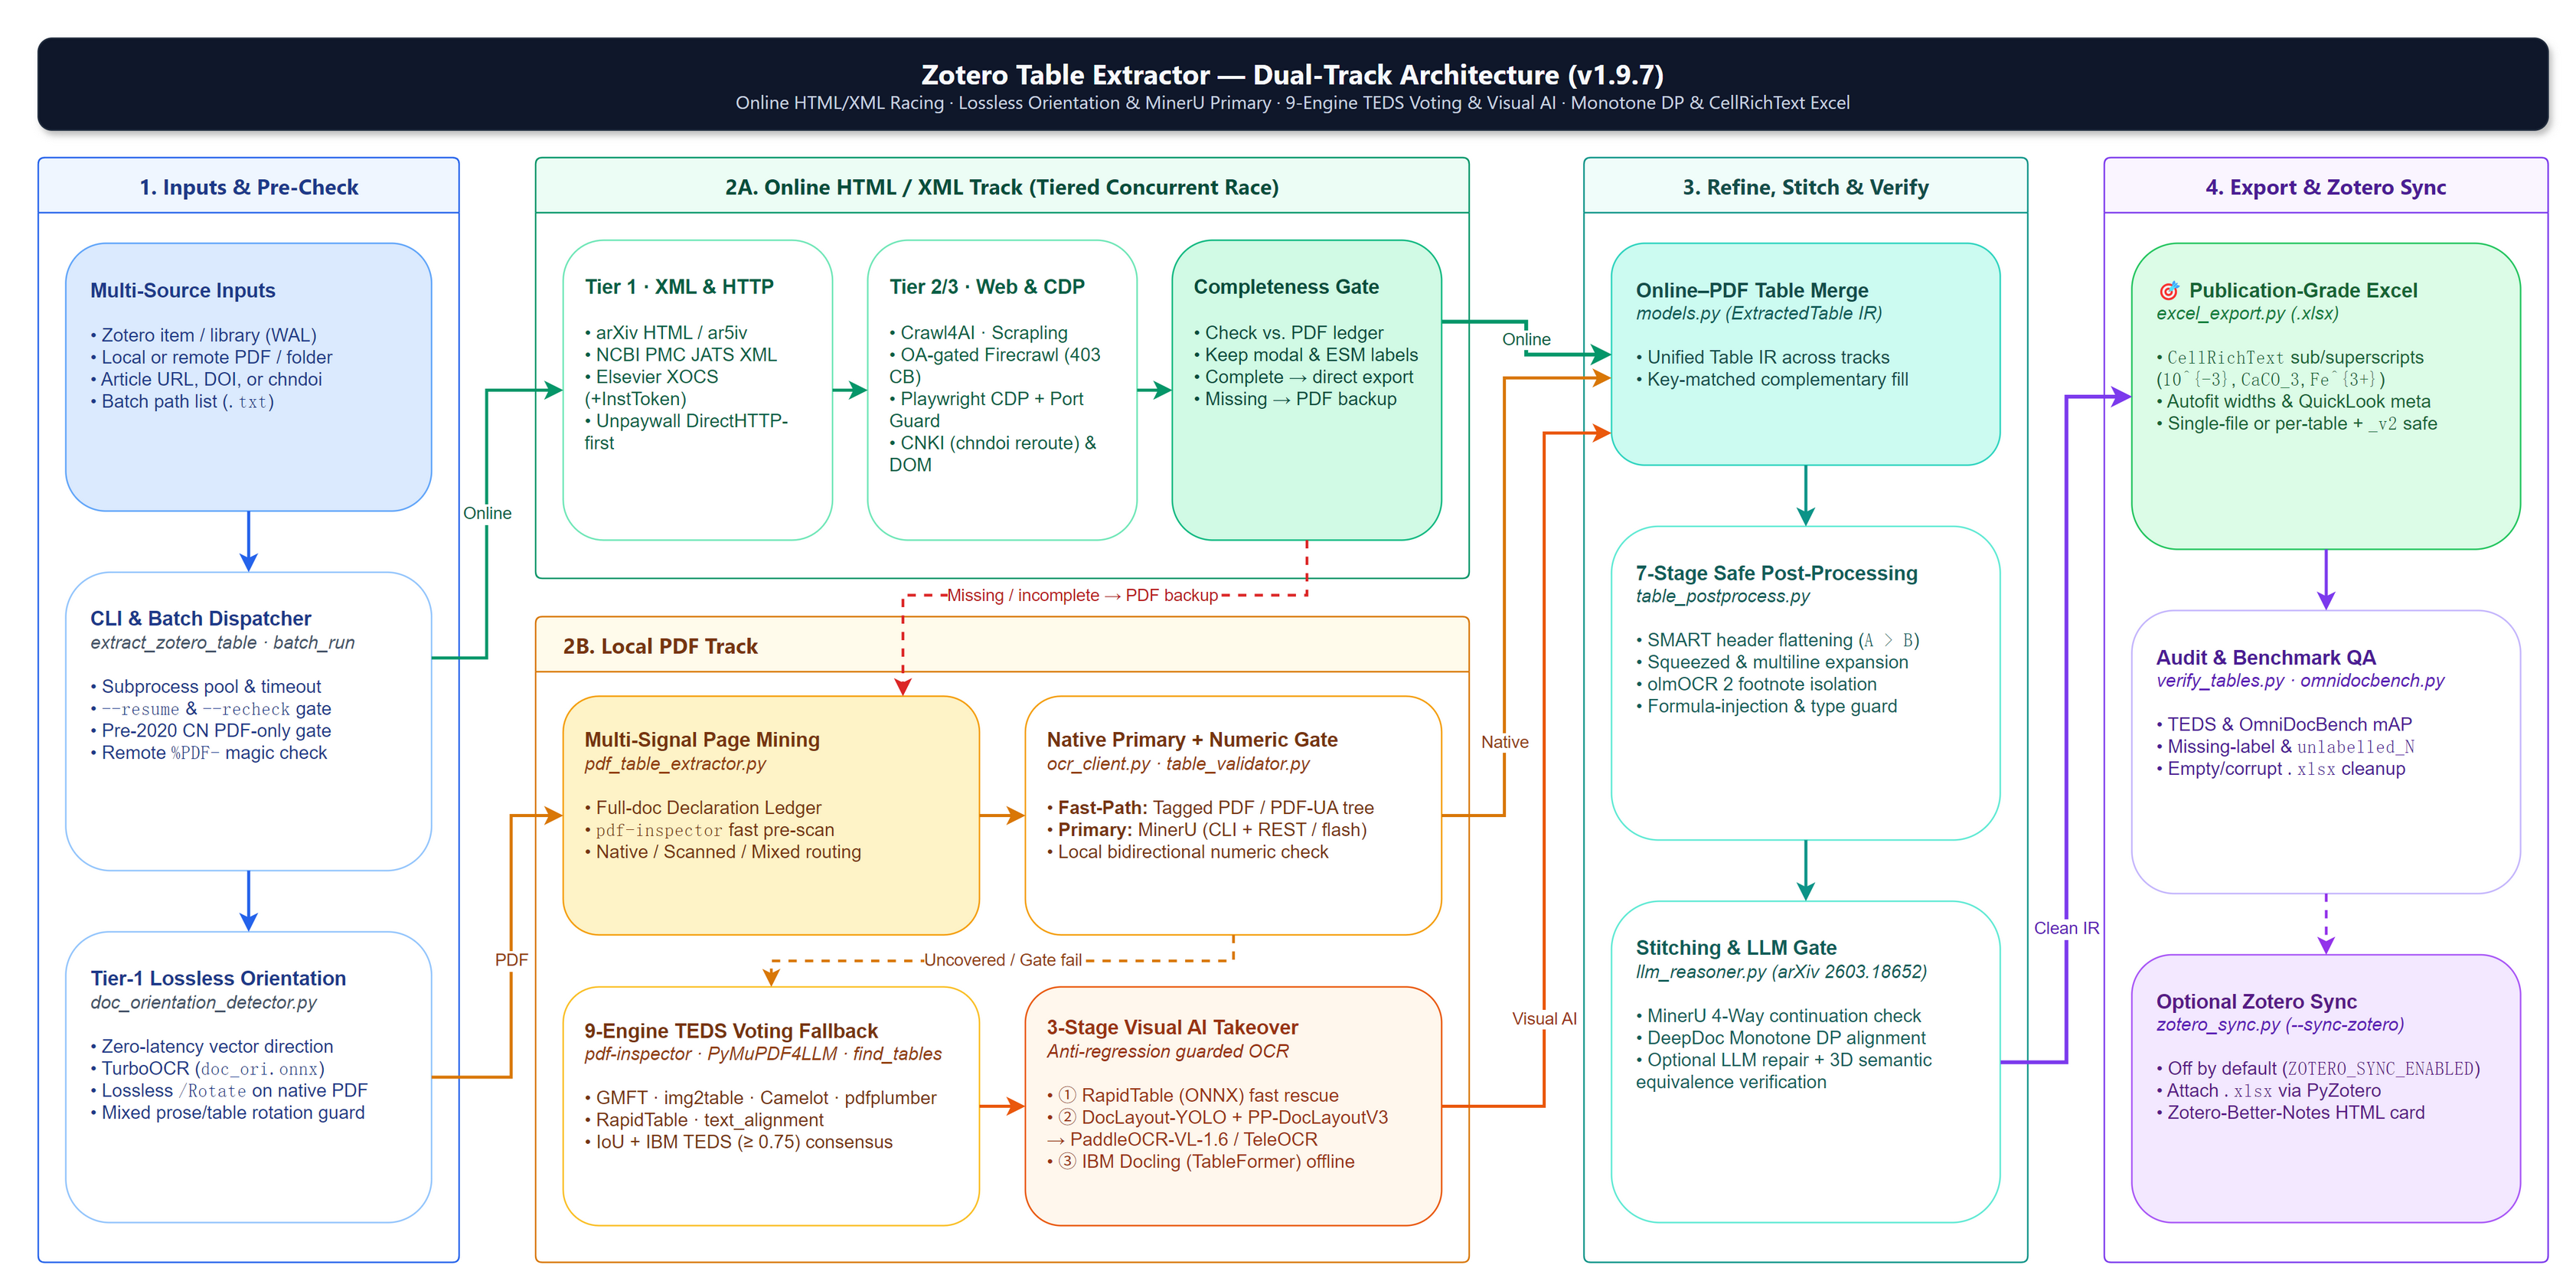 Zotero Table Extractor — Dual-Track Architecture (v1.9.7)
Online HTML/XML Racing · Lossless Orientation & MinerU Primary · 9-Engine TEDS Voting & Visual AI · Monotone DP & CellRichText Excel
1. Inputs & Pre-Check
Multi-Source Inputs
• Zotero item / library (WAL)
• Local or remote PDF / folder
• Article URL, DOI, or chndoi
• Batch path list (.txt)
CLI & Batch Dispatcher
extract_zotero_table · batch_run
• Subprocess pool & timeout
• --resume & --recheck gate
• Pre-2020 CN PDF-only gate
• Remote %PDF- magic check
Tier-1 Lossless Orientation
doc_orientation_detector.py
• Zero-latency vector direction
• TurboOCR (doc_ori.onnx)
• Lossless /Rotate on native PDF
• Mixed prose/table rotation guard
Online
PDF
2A. Online HTML / XML Track (Tiered Concurrent Race)
Tier 1 · XML & HTTP
• arXiv HTML / ar5iv
• NCBI PMC JATS XML
• Elsevier XOCS
(+InstToken)
• Unpaywall DirectHTTP-
first
Tier 2/3 · Web & CDP
• Crawl4AI · Scrapling
• OA-gated Firecrawl (403
CB)
• Playwright CDP + Port
Guard
• CNKI (chndoi reroute) &
DOM
Completeness Gate
• Check vs. PDF ledger
• Keep modal & ESM labels
• Complete → direct export
• Missing → PDF backup
Missing / incomplete → PDF backup
2B. Local PDF Track
Multi-Signal Page Mining
pdf_table_extractor.py
• Full-doc Declaration Ledger
• pdf-inspector fast pre-scan
• Native / Scanned / Mixed routing
Native Primary + Numeric Gate
ocr_client.py · table_validator.py
• Fast-Path: Tagged PDF / PDF-UA tree
• Primary: MinerU (CLI + REST / flash)
• Local bidirectional numeric check
Uncovered / Gate fail
9-Engine TEDS Voting Fallback
pdf-inspector · PyMuPDF4LLM · find_tables
• GMFT · img2table · Camelot · pdfplumber
• RapidTable · text_alignment
• IoU + IBM TEDS (≥ 0.75) consensus
3-Stage Visual AI Takeover
Anti-regression guarded OCR
• ① RapidTable (ONNX) fast rescue
• ② DocLayout-YOLO + PP-DocLayoutV3
→ PaddleOCR-VL-1.6 / TeleOCR
• ③ IBM Docling (TableFormer) offline
Online
Native
Visual AI
3. Refine, Stitch & Verify
Online–PDF Table Merge
models.py (ExtractedTable IR)
• Unified Table IR across tracks
• Key-matched complementary fill
7-Stage Safe Post-Processing
table_postprocess.py
• SMART header flattening (A > B)
• Squeezed & multiline expansion
• olmOCR 2 footnote isolation
• Formula-injection & type guard
Stitching & LLM Gate
llm_reasoner.py (arXiv 2603.18652)
• MinerU 4-Way continuation check
• DeepDoc Monotone DP alignment
• Optional LLM repair + 3D semantic
equivalence verification
Clean IR
4. Export & Zotero Sync
🎯 Publication-Grade Excel
excel_export.py (.xlsx)
• CellRichText sub/superscripts
(10^{-3}, CaCO_3, Fe^{3+})
• Autofit widths & QuickLook meta
• Single-file or per-table + _v2 safe
Audit & Benchmark QA
verify_tables.py · omnidocbench.py
• TEDS & OmniDocBench mAP
• Missing-label & unlabelled_N
• Empty/corrupt .xlsx cleanup
Optional Zotero Sync
zotero_sync.py (--sync-zotero)
• Off by default (ZOTERO_SYNC_ENABLED)
• Attach .xlsx via PyZotero
• Zotero-Better-Notes HTML card